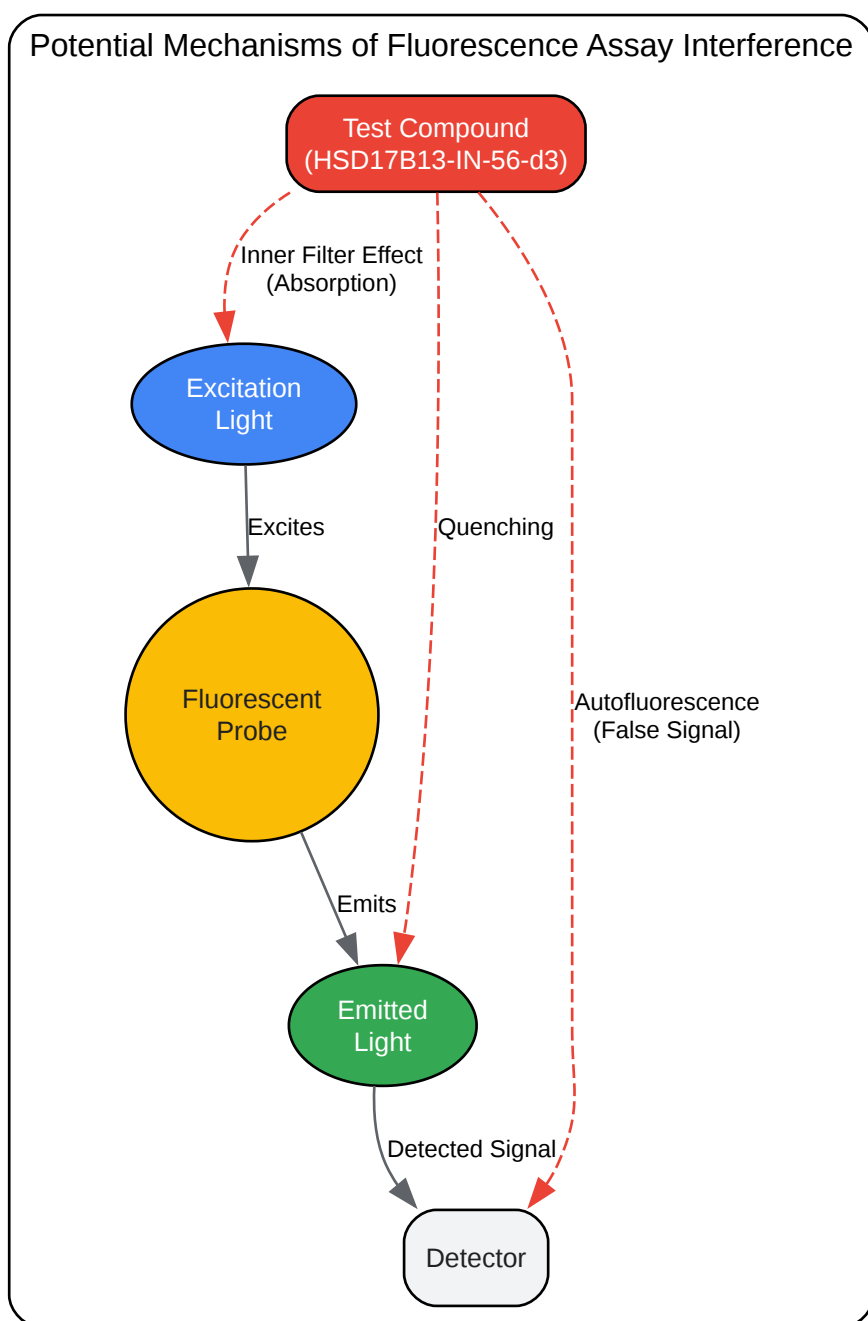 Potential Mechanisms of Fluorescence Assay Interference
Test Compound
(HSD17B13-IN-56-d3)
Inner Filter Effect
(Absorption)
Excitation
Light
Excites
Quenching
Fluorescent
Probe
Autofluorescence
(False Signal)
Emits
Emitted
Light
Detected Signal
Detector